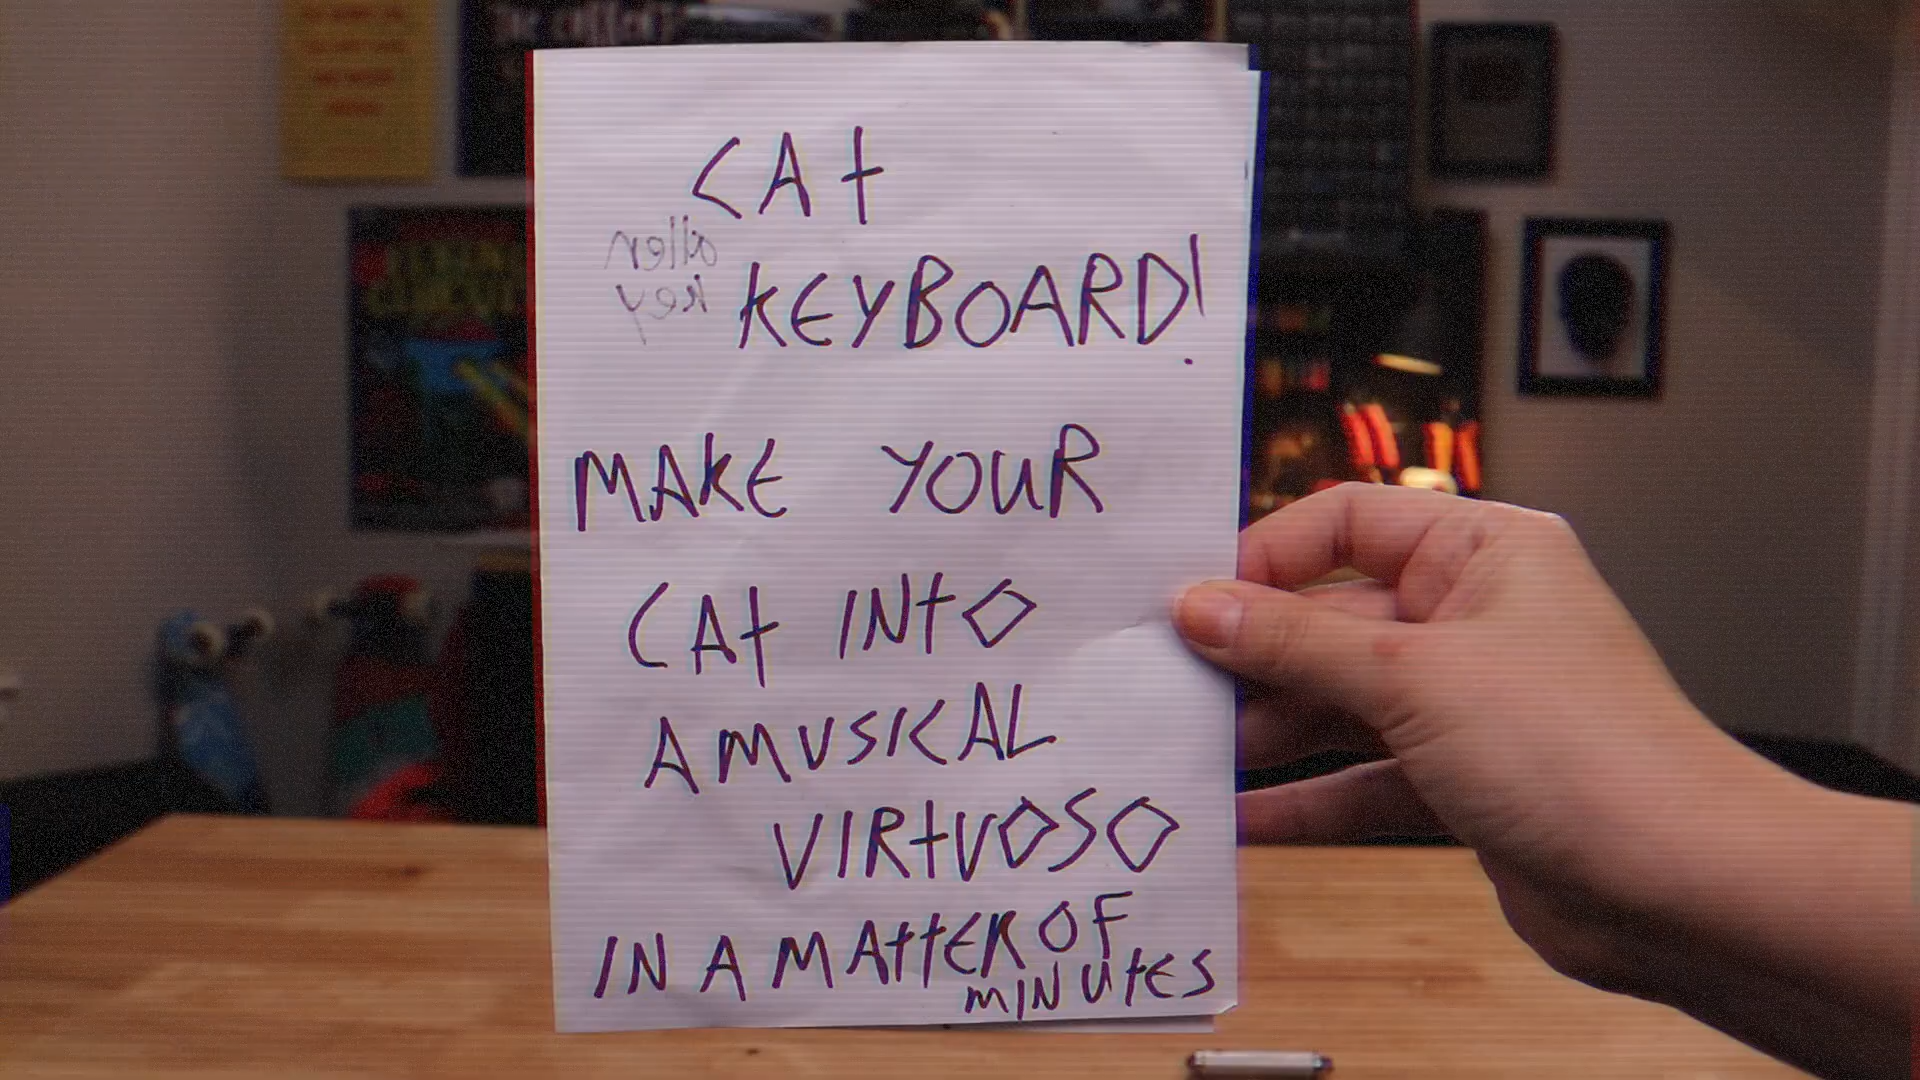 CAT
KEYBOARD!
MAKE YOUR
CAT INTO
A MUSICAL
VIRTUOSO
IN A MATTER OF
MINUTES